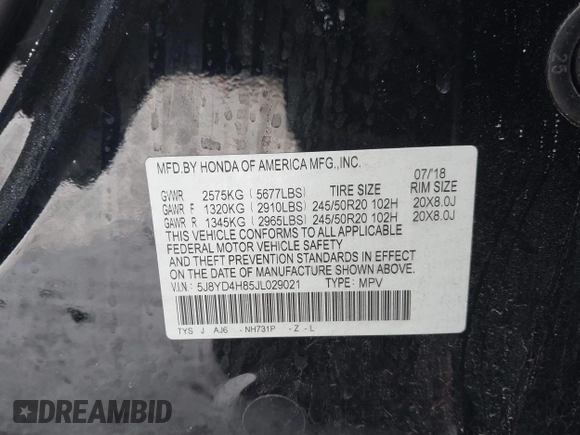 MFD.BY HONDA OF AMERICA MFG.,INC.
07/'18
GVWR 2575KG (5677LBS) TIRE SIZE RIM SIZE
GAWR F 1320KG (2910LBS) 245/50R20 102H 20X8.0J
GAWR R 1345KG (2965LBS) 245/50R20 102H 20X8.0J
THIS VEHICLE CONFORMS TO ALL APPLICABLE
FEDERAL MOTOR VEHICLE SAFETY
AND THEFT PREVENTION STANDARDS IN EFFECT
ON THE DATE OF MANUFACTURE SHOWN ABOVE.
V.I.N: 5J8YD4H85JL029021 TYPE: MPV
TYS J AJ6 - NH731P - Z - L
DREAMBID